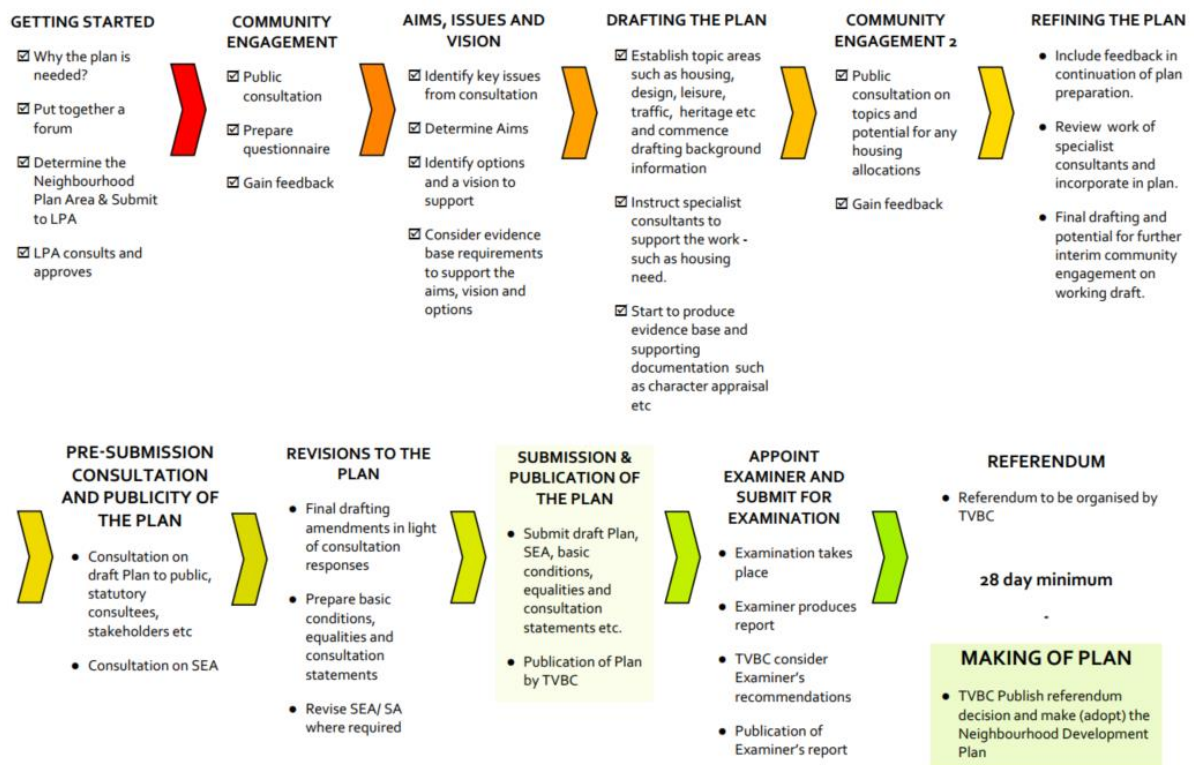 GETTING STARTED
☑ Why the plan is
needed?
☑ Put together a
forum
☑ Determine the
Neighbourhood
Plan Area & Submit
to LPA
☑ LPA consults and
approves
COMMUNITY
ENGAGEMENT
☑ Public
consultation
☑ Prepare
questionnaire
☑ Gain feedback
AIMS, ISSUES AND
VISION
☑ Identify key issues
from consultation
☑ Determine Aims
☑ Identify options
and a vision to
support
☑ Consider evidence
base requirements
to support the
aims, vision and
options
DRAFTING THE PLAN
☑ Establish topic areas
such as housing,
design, leisure,
traffic, heritage etc
and commence
drafting background
information
☑ Instruct specialist
consultants to
support the work -
such as housing
need.
☑ Start to produce
evidence base and
supporting
documentation such
as character appraisal
etc
COMMUNITY
ENGAGEMENT 2
☑ Public
consultation on
topics and
potential for any
housing
allocations
☑ Gain feedback
REFINING THE PLAN
• Include feedback in
continuation of plan
preparation.
• Review work of
specialist
consultants and
incorporate in plan.
• Final drafting and
potential for further
interim community
engagement on
working draft.
PRE-SUBMISSION
CONSULTATION
AND PUBLICITY OF
THE PLAN
• Consultation on
draft Plan to public,
statutory
consultees,
stakeholders etc
• Consultation on SEA
REVISIONS TO THE
PLAN
• Final drafting
amendments in light
of consultation
responses
• Prepare basic
conditions,
equalities and
consultation
statements
• Revise SEA/ SA
where required
SUBMISSION &
PUBLICATION OF
THE PLAN
• Submit draft Plan,
SEA, basic
conditions,
equalities and
consultation
statements etc.
• Publication of Plan
by TVBC
APPOINT
EXAMINER AND
SUBMIT FOR
EXAMINATION
• Examination takes
place
• Examiner produces
report
• TVBC consider
Examiner's
recommendations
• Publication of
Examiner's report
REFERENDUM
• Referendum to be organised by
TVBC
28 day minimum
-
MAKING OF PLAN
• TVBC Publish referendum
decision and make (adopt) the
Neighbourhood Development
Plan